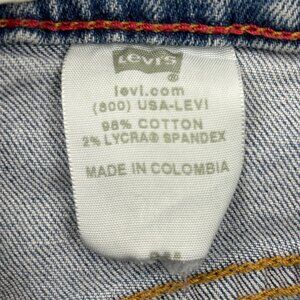 Levi's
®
levi.com
(800) USA-LEVI
98% COTTON
2% LYCRA® SPANDEX
MADE IN COLOMBIA